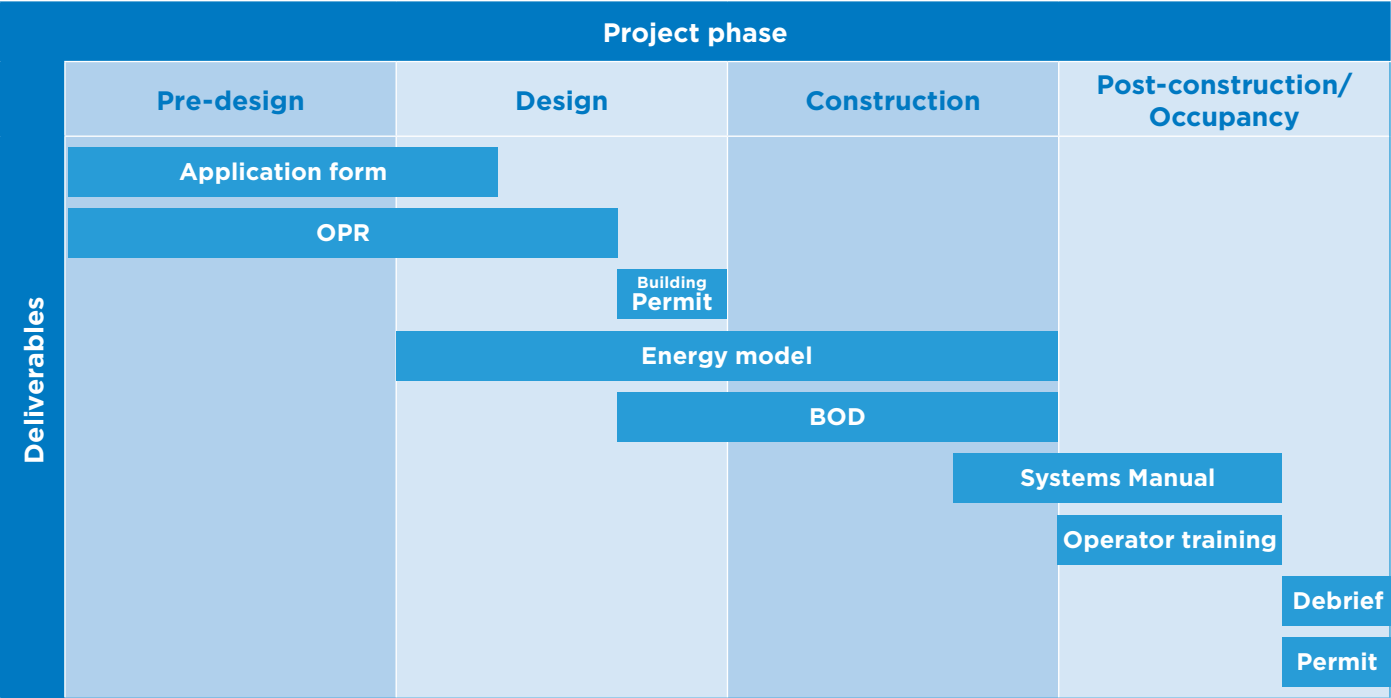 Project phase
Pre-design
Design
Construction
Post-construction/
Occupancy
Deliverables
Application form
OPR
Building
Permit
Energy model
BOD
Systems Manual
Operator training
Debrief
Permit